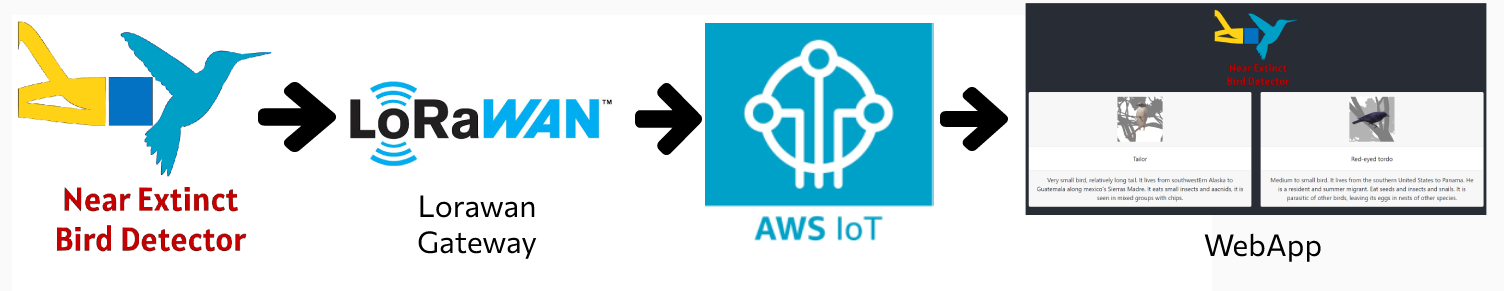 Near Extinct
Bird Detector
LoRaWAN™
Lorawan
Gateway
AWS IoT
Near Extinct
Bird Detector
Tailor
Very small bird, relatively long tail. It lives from southwestErn Alaska to
Guatemala along mexico's Sierras Madre. It eats small insects and aacnids, it is
seen in mixed groups with chips.
Red-eyed tordo
Medium to small bird. It lives from the southern United States to Panama. He
is a resident and summer migrant. Eat seeds and insects and snails. It is
parasitic of other birds, leaving its eggs in nests of other species.
WebApp